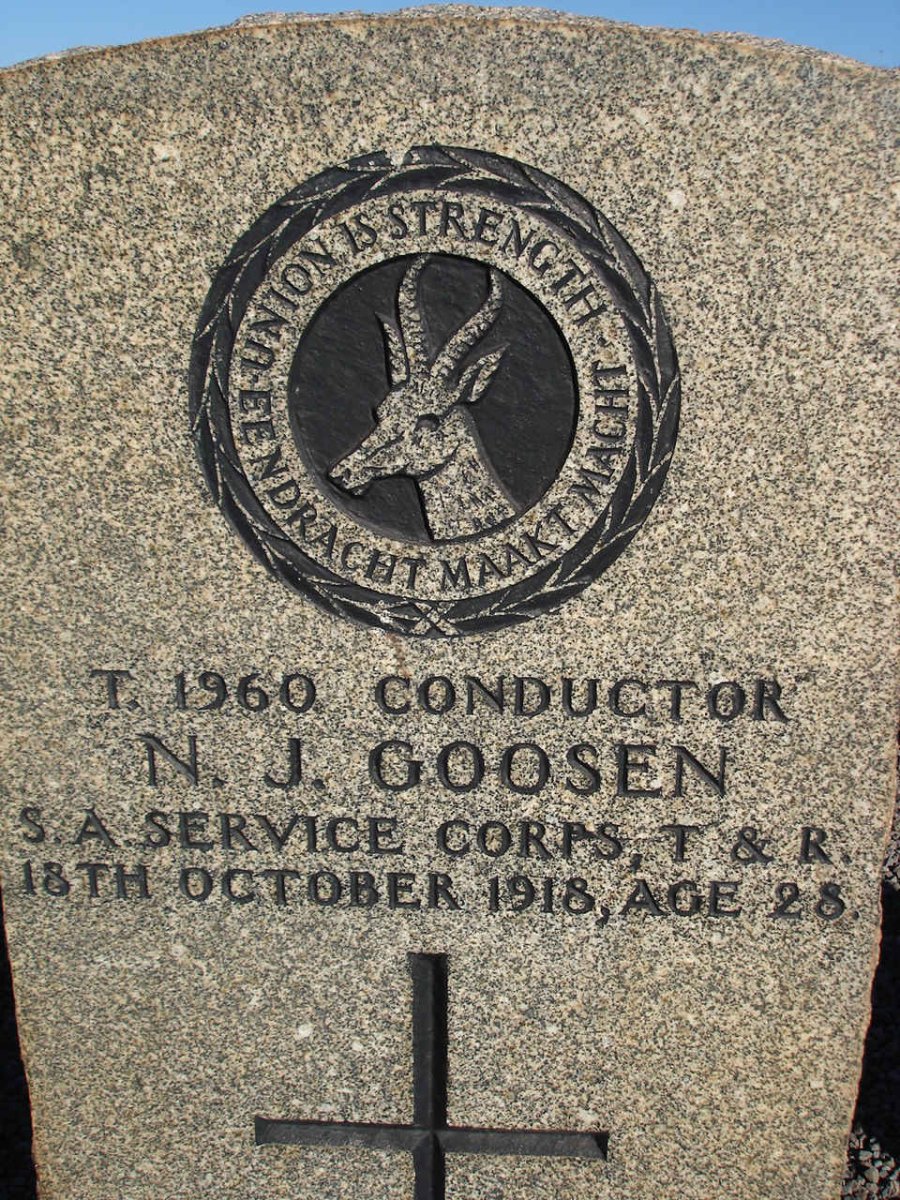 UNION IS STRENGTH
EENDRACHT MAAKT MACHT
T. 1960 CONDUCTOR
N. J. GOOSEN
S. A. SERVICE CORPS, T & R.
18TH OCTOBER 1918, AGE 28.